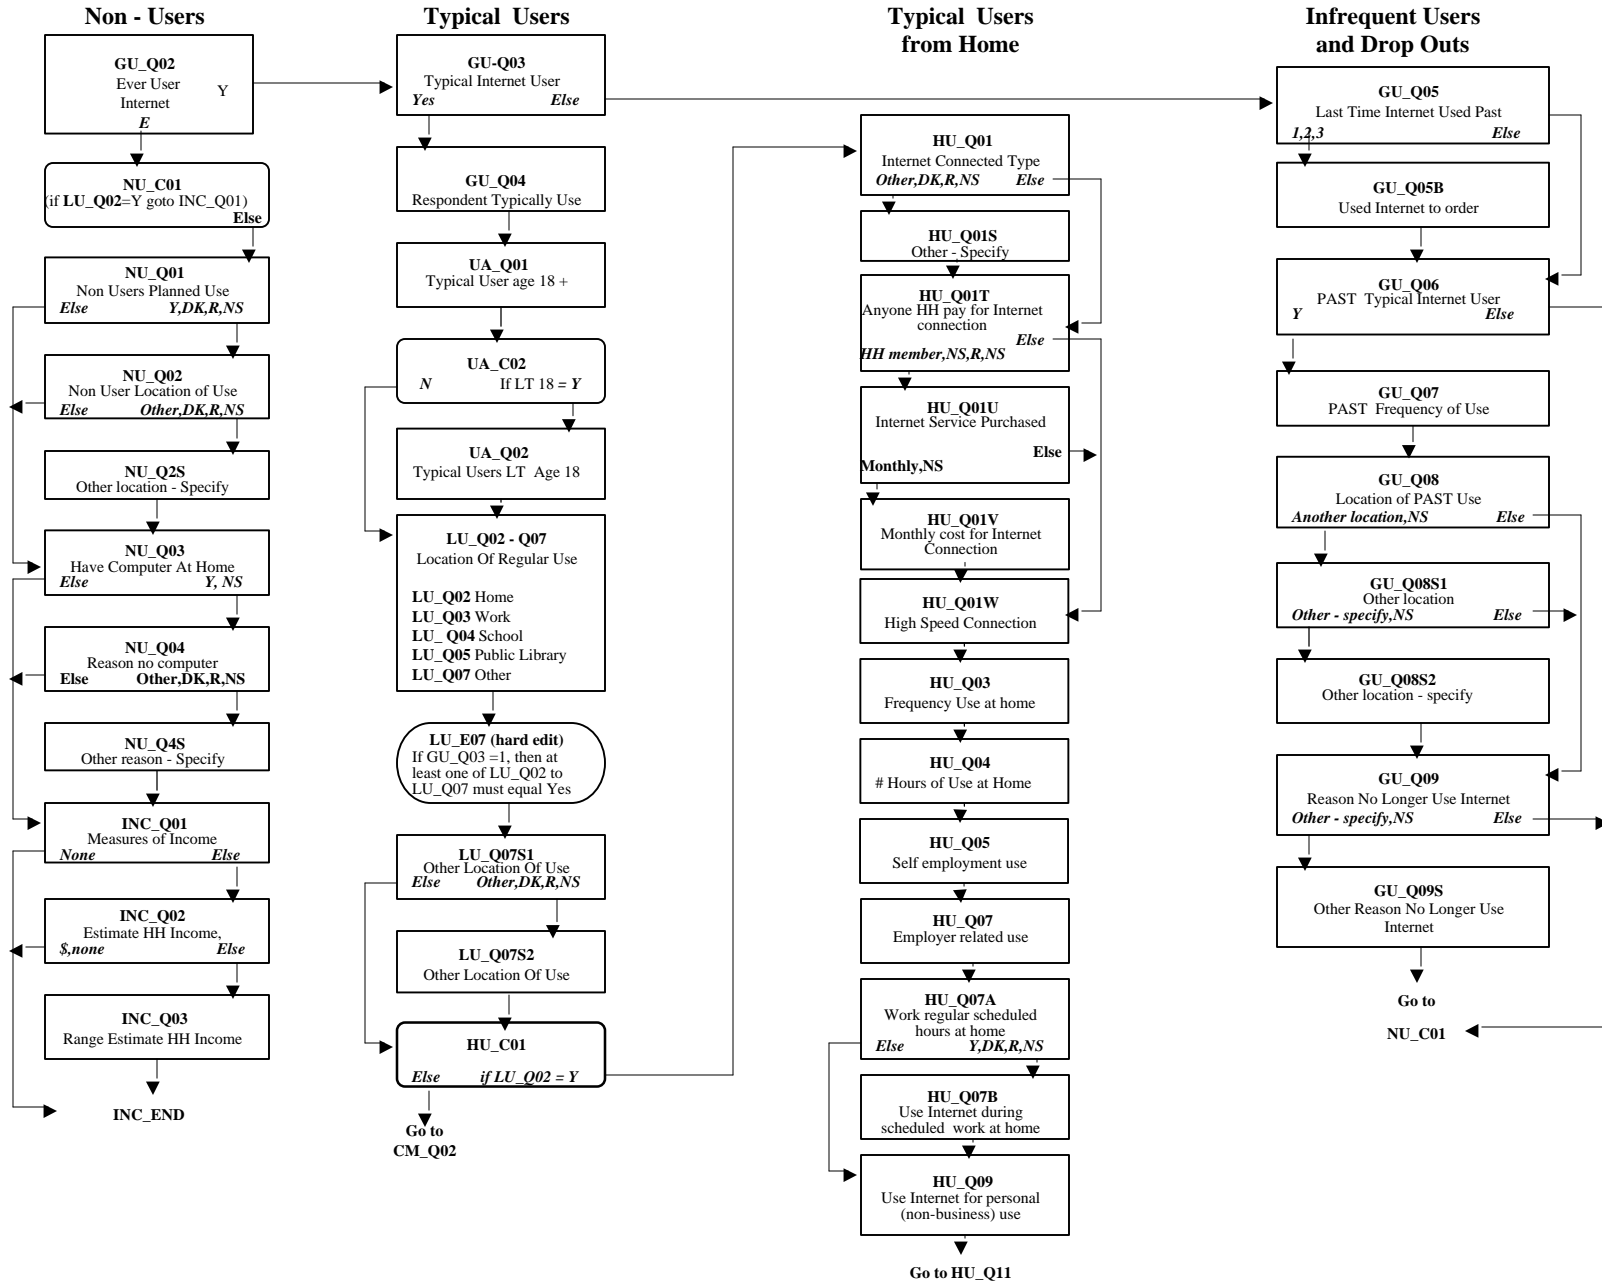 Non - Users
GU_Q02
Ever User
Internet
Y
E
NU_C01
(if LU_Q02=Y goto INC_Q01)
Else
NU_Q01
Non Users Planned Use
Else Y,DK,R,NS
NU_Q02
Non User Location of Use
Else Other,DK,R,NS
NU_Q2S
Other location - Specify
NU_Q03
Have Computer At Home
Else Y, NS
NU_Q04
Reason no computer
Else Other,DK,R,NS
NU_Q4S
Other reason - Specify
INC_Q01
Measures of Income
None Else
INC_Q02
Estimate HH Income,
$,none Else
INC_Q03
Range Estimate HH Income
INC_END
Typical Users
GU-Q03
Typical Internet User
Yes Else
GU_Q04
Respondent Typically Use
UA_Q01
Typical User age 18 +
UA_C02
N If LT 18 = Y
UA_Q02
Typical Users LT Age 18
LU_Q02 - Q07
Location Of Regular Use
LU_Q02 Home
LU_Q03 Work
LU_ Q04 School
LU_Q05 Public Library
LU_Q07 Other
LU_E07 (hard edit)
If GU_Q03 =1, then at
least one of LU_Q02 to
LU_Q07 must equal Yes
LU_Q07S1
Other Location Of Use
Else Other,DK,R,NS
LU_Q07S2
Other Location Of Use
HU_C01
Else if LU_Q02 = Y
Go to
CM_Q02
Typical Users
from Home
HU_Q01
Internet Connected Type
Other,DK,R,NS Else
HU_Q01S
Other - Specify
HU_Q01T
Anyone HH pay for Internet
connection
Else
HH member,NS,R,NS
HU_Q01U
Internet Service Purchased
Else
Monthly,NS
HU_Q01V
Monthly cost for Internet
Connection
HU_Q01W
High Speed Connection
HU_Q03
Frequency Use at home
HU_Q04
# Hours of Use at Home
HU_Q05
Self employment use
HU_Q07
Employer related use
HU_Q07A
Work regular scheduled
hours at home
Else Y,DK,R,NS
HU_Q07B
Use Internet during
scheduled work at home
HU_Q09
Use Internet for personal
(non-business) use
Go to HU_Q11
Infrequent Users
and Drop Outs
GU_Q05
Last Time Internet Used Past
1,2,3 Else
GU_Q05B
Used Internet to order
GU_Q06
PAST Typical Internet User
Y Else
GU_Q07
PAST Frequency of Use
GU_Q08
Location of PAST Use
Another location,NS Else
GU_Q08S1
Other location
Other - specify,NS Else
GU_Q08S2
Other location - specify
GU_Q09
Reason No Longer Use Internet
Other - specify,NS Else
GU_Q09S
Other Reason No Longer Use
Internet
Go to
NU_C01